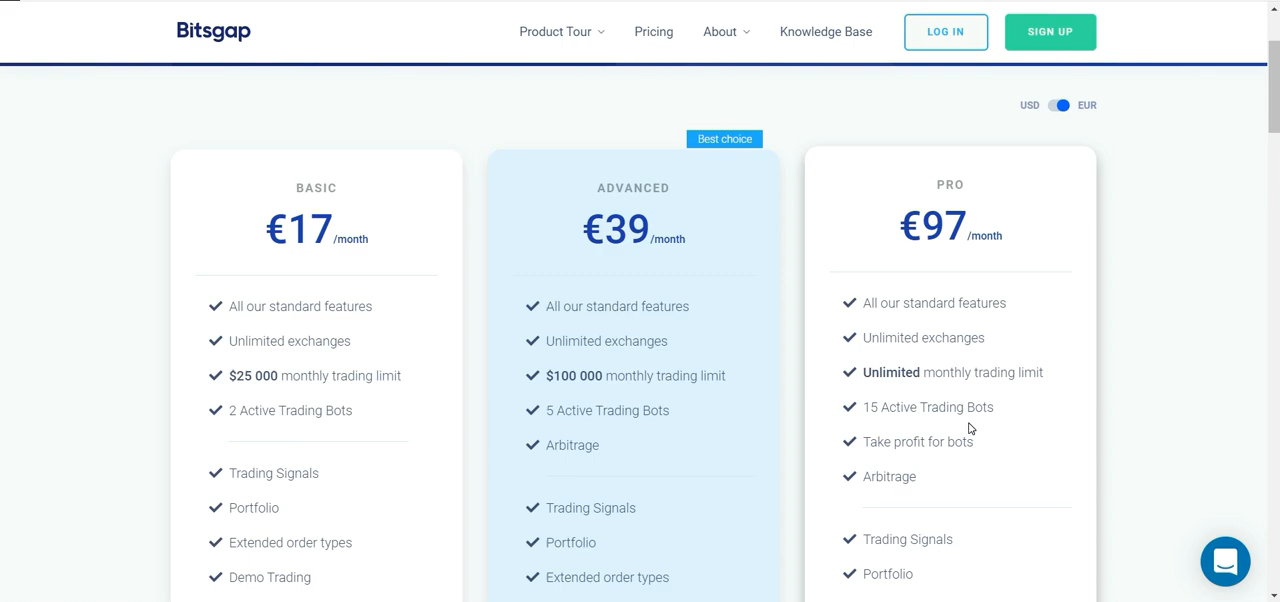 Bitsgap
Product Tour
Pricing
About
Knowledge Base
LOG IN
SIGN UP
USD
EUR
Best choice
BASIC
€17/month
All our standard features
Unlimited exchanges
$25 000 monthly trading limit
2 Active Trading Bots
Trading Signals
Portfolio
Extended order types
Demo Trading
ADVANCED
€39/month
All our standard features
Unlimited exchanges
$100 000 monthly trading limit
5 Active Trading Bots
Arbitrage
Trading Signals
Portfolio
Extended order types
PRO
€97/month
All our standard features
Unlimited exchanges
Unlimited monthly trading limit
15 Active Trading Bots
Take profit for bots
Arbitrage
Trading Signals
Portfolio